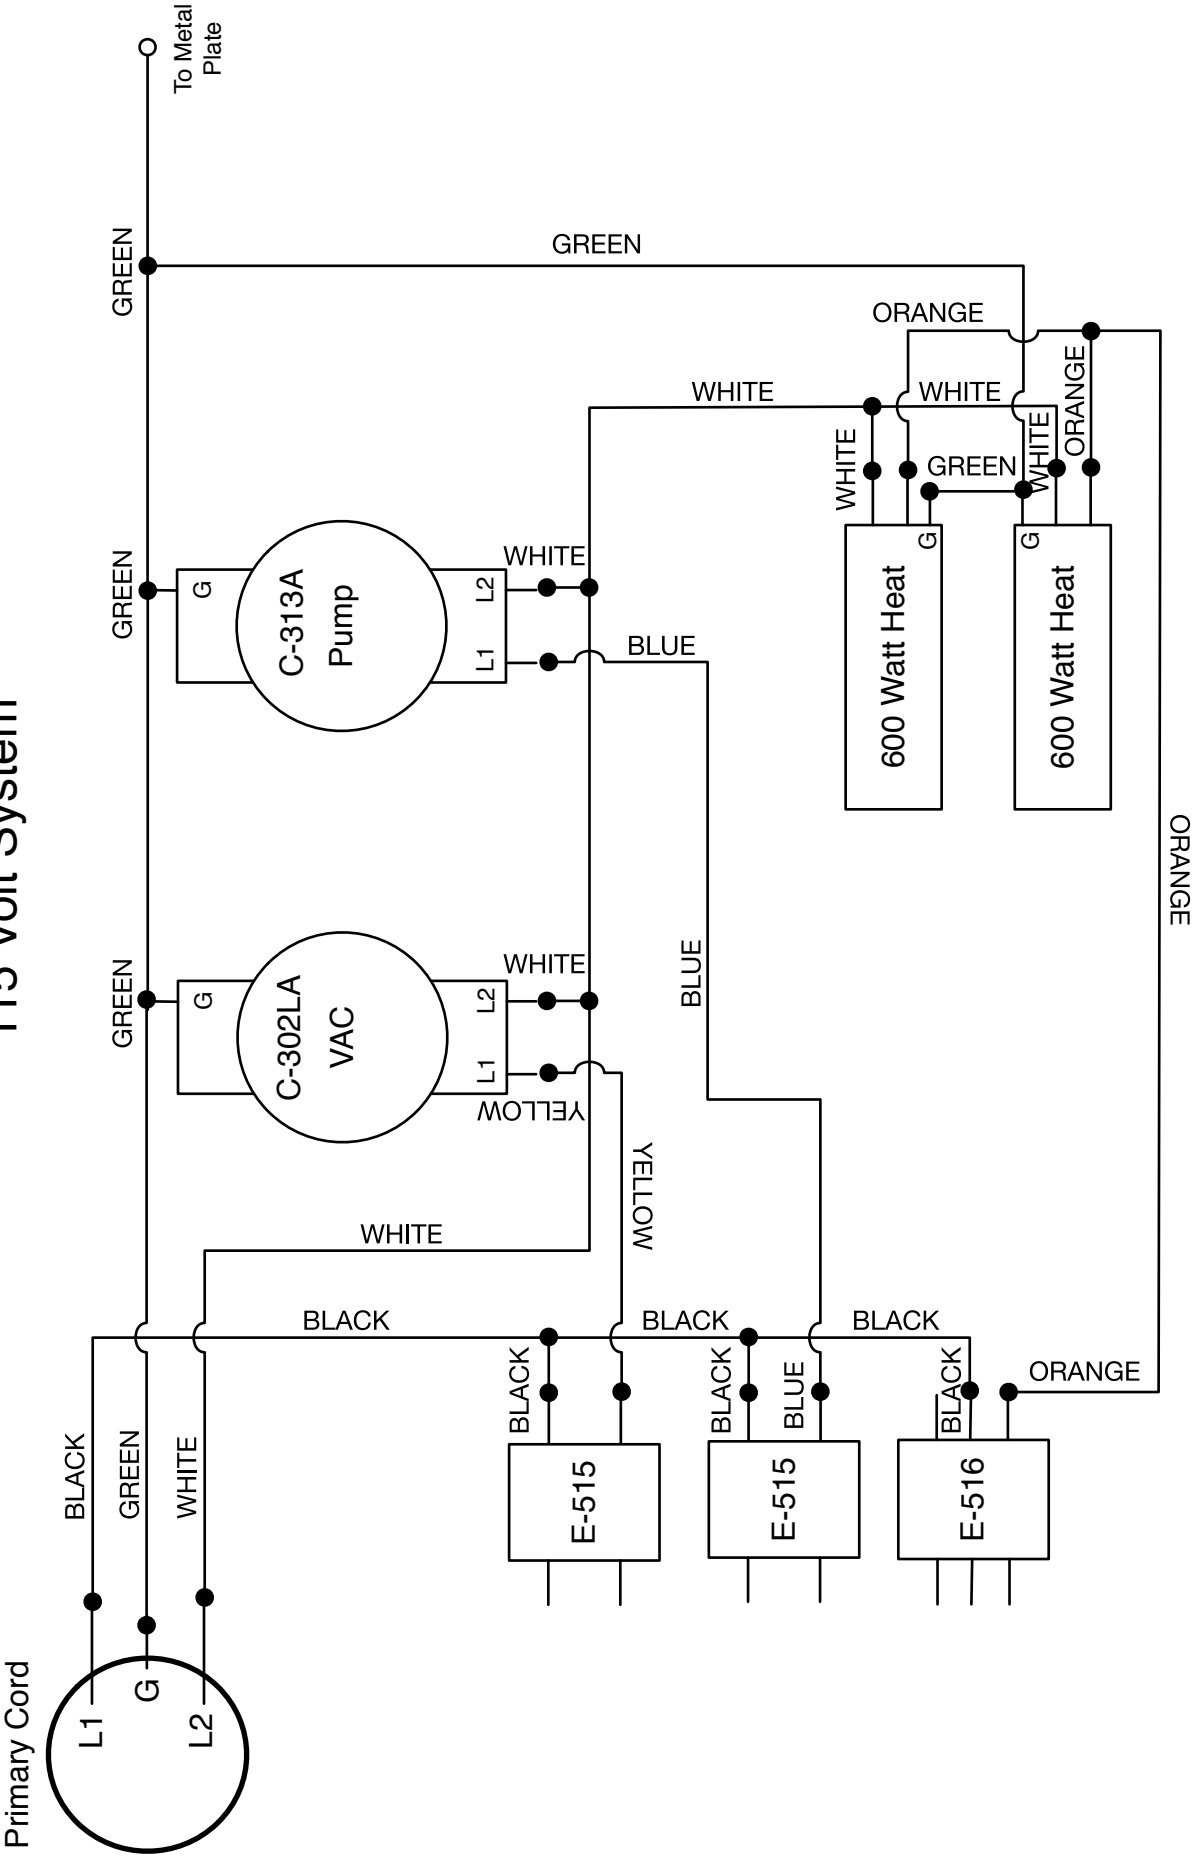 115 Volt System
Primary Cord
L1
G
L2
BLACK
GREEN
WHITE
GREEN
GREEN
GREEN
To Metal
Plate
G
C-302LA
VAC
L1
L2
YELLOW
WHITE
G
C-313A
Pump
L1
L2
WHITE
BLUE
WHITE
YELLOW
BLUE
GREEN
WHITE
WHITE
ORANGE
WHITE
GREEN
WHITE
ORANGE
G
600 Watt Heat
G
600 Watt Heat
ORANGE
BLACK
BLACK
BLACK
BLACK
E-515
BLACK
BLUE
E-515
BLACK
ORANGE
E-516